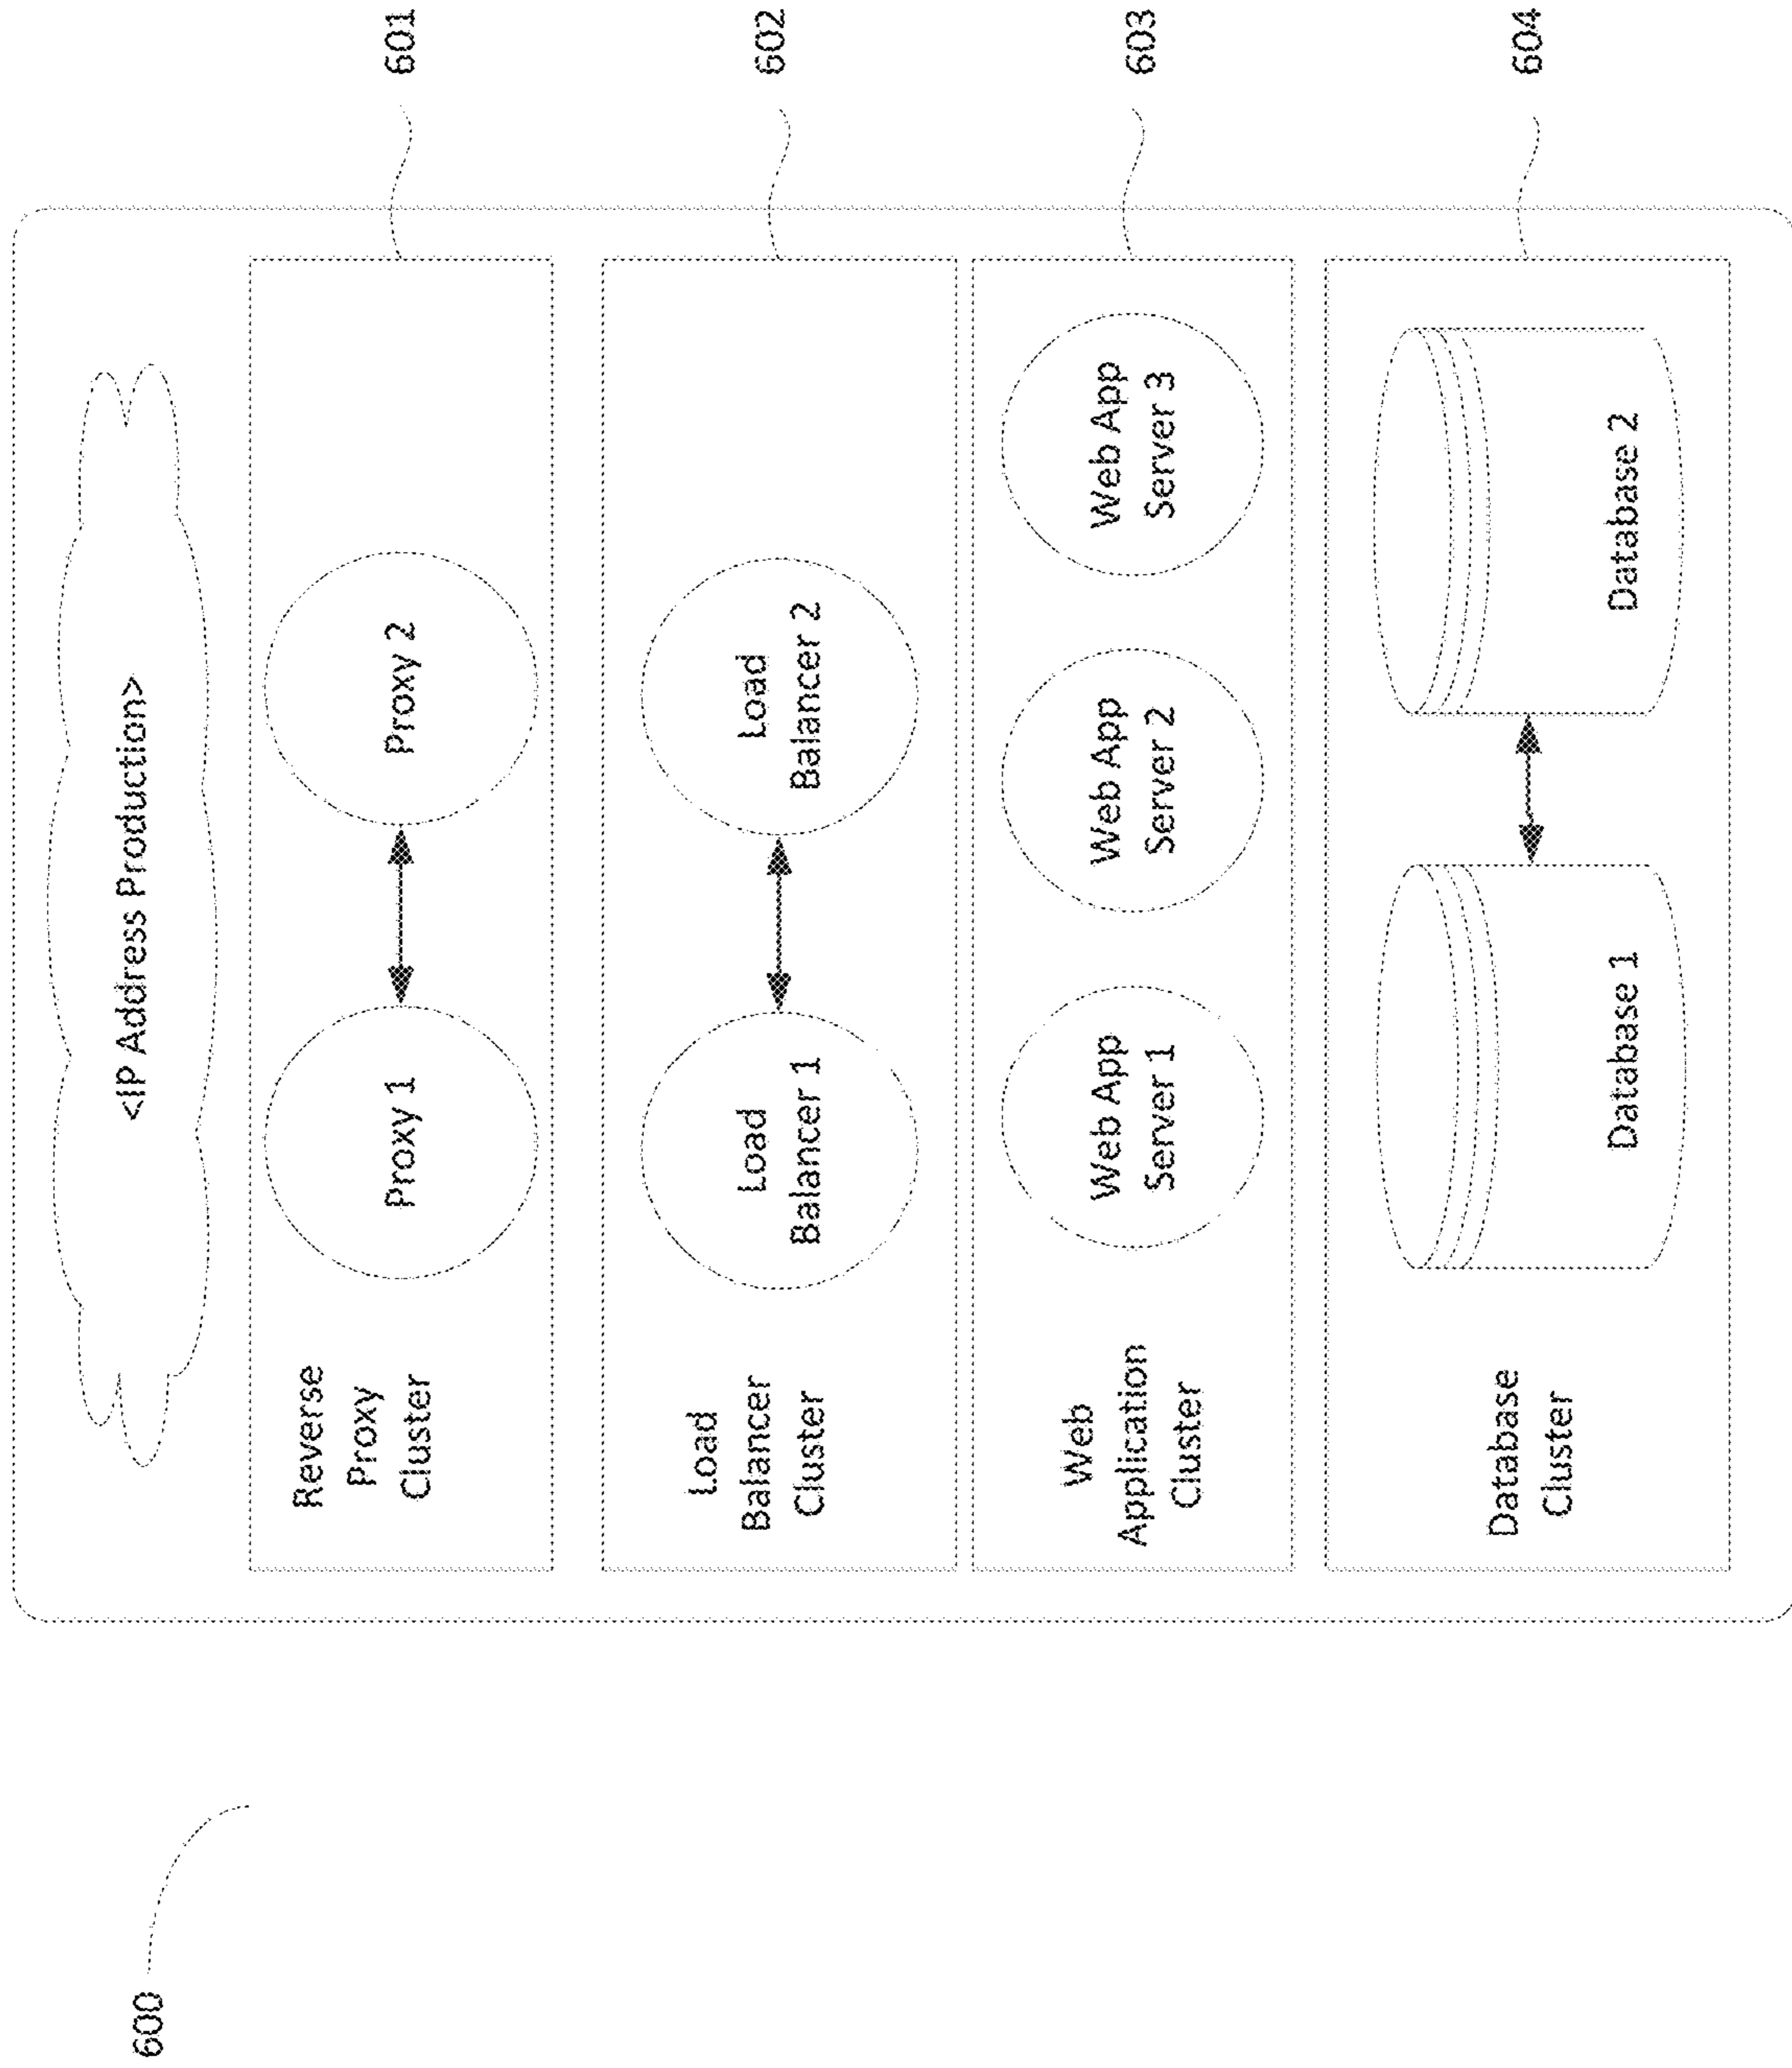 600
<IP Address Production>
Reverse
Proxy
Cluster
Proxy 1
Proxy 2
601
Load
Balancer
Cluster
Load
Balancer 1
Load
Balancer 2
602
Web
Application
Cluster
Web App
Server 1
Web App
Server 2
Web App
Server 3
603
Database
Cluster
Database 1
Database 2
604